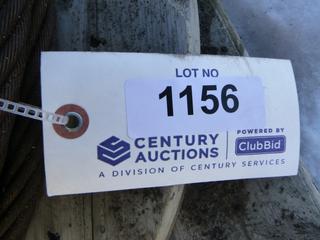 LOT NO
1156
CENTURY
AUCTIONS
POWERED BY
ClubBid
A DIVISION OF CENTURY SERVICES